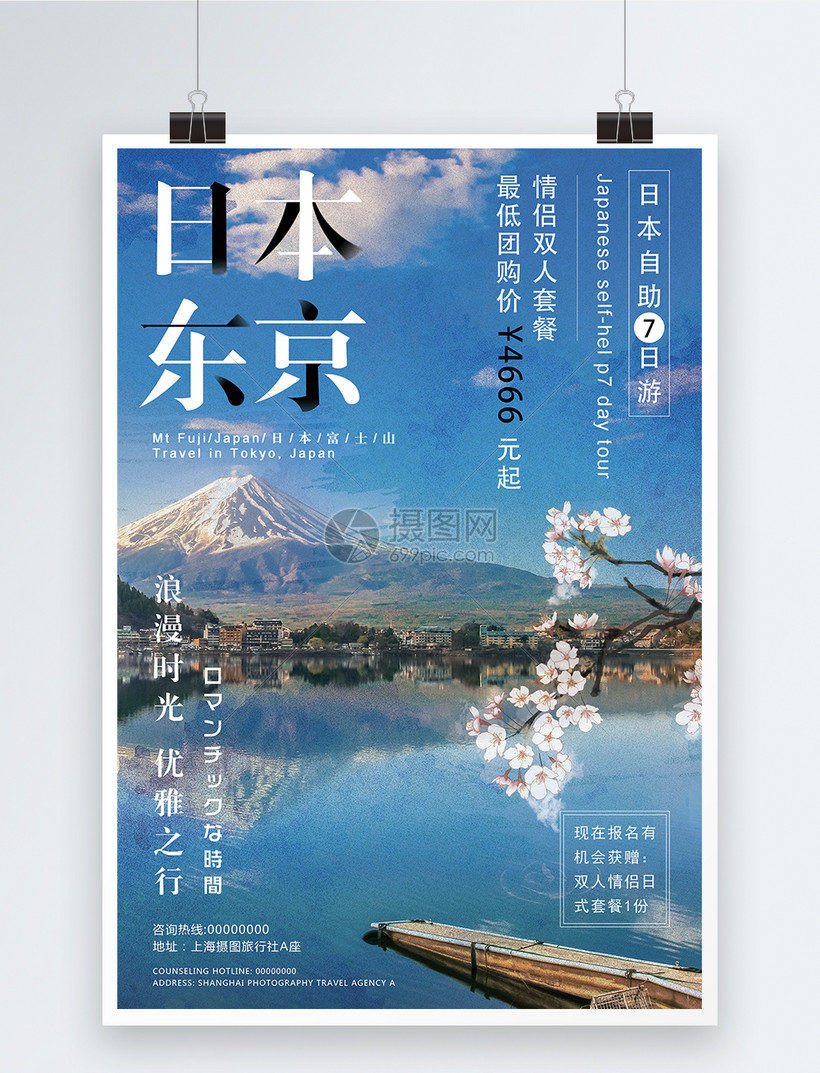 日本
东京
Mt Fuji/Japan/日/本/富/士/山
Travel in Tokyo, Japan
日本自助7日游
Japanese self-hel p7 day tour
情侣双人套餐
最低团购价 ¥4666 元起
摄图网
699pic.com
浪漫时光 优雅之行
ロマンチックな時間
现在报名有
机会获赠：
双人情侣日
式套餐1份
咨询热线:00000000
地址：上海摄图旅行社A座
COUNSELING HOTLINE: 00000000
ADDRESS: SHANGHAI PHOTOGRAPHY TRAVEL AGENCY A